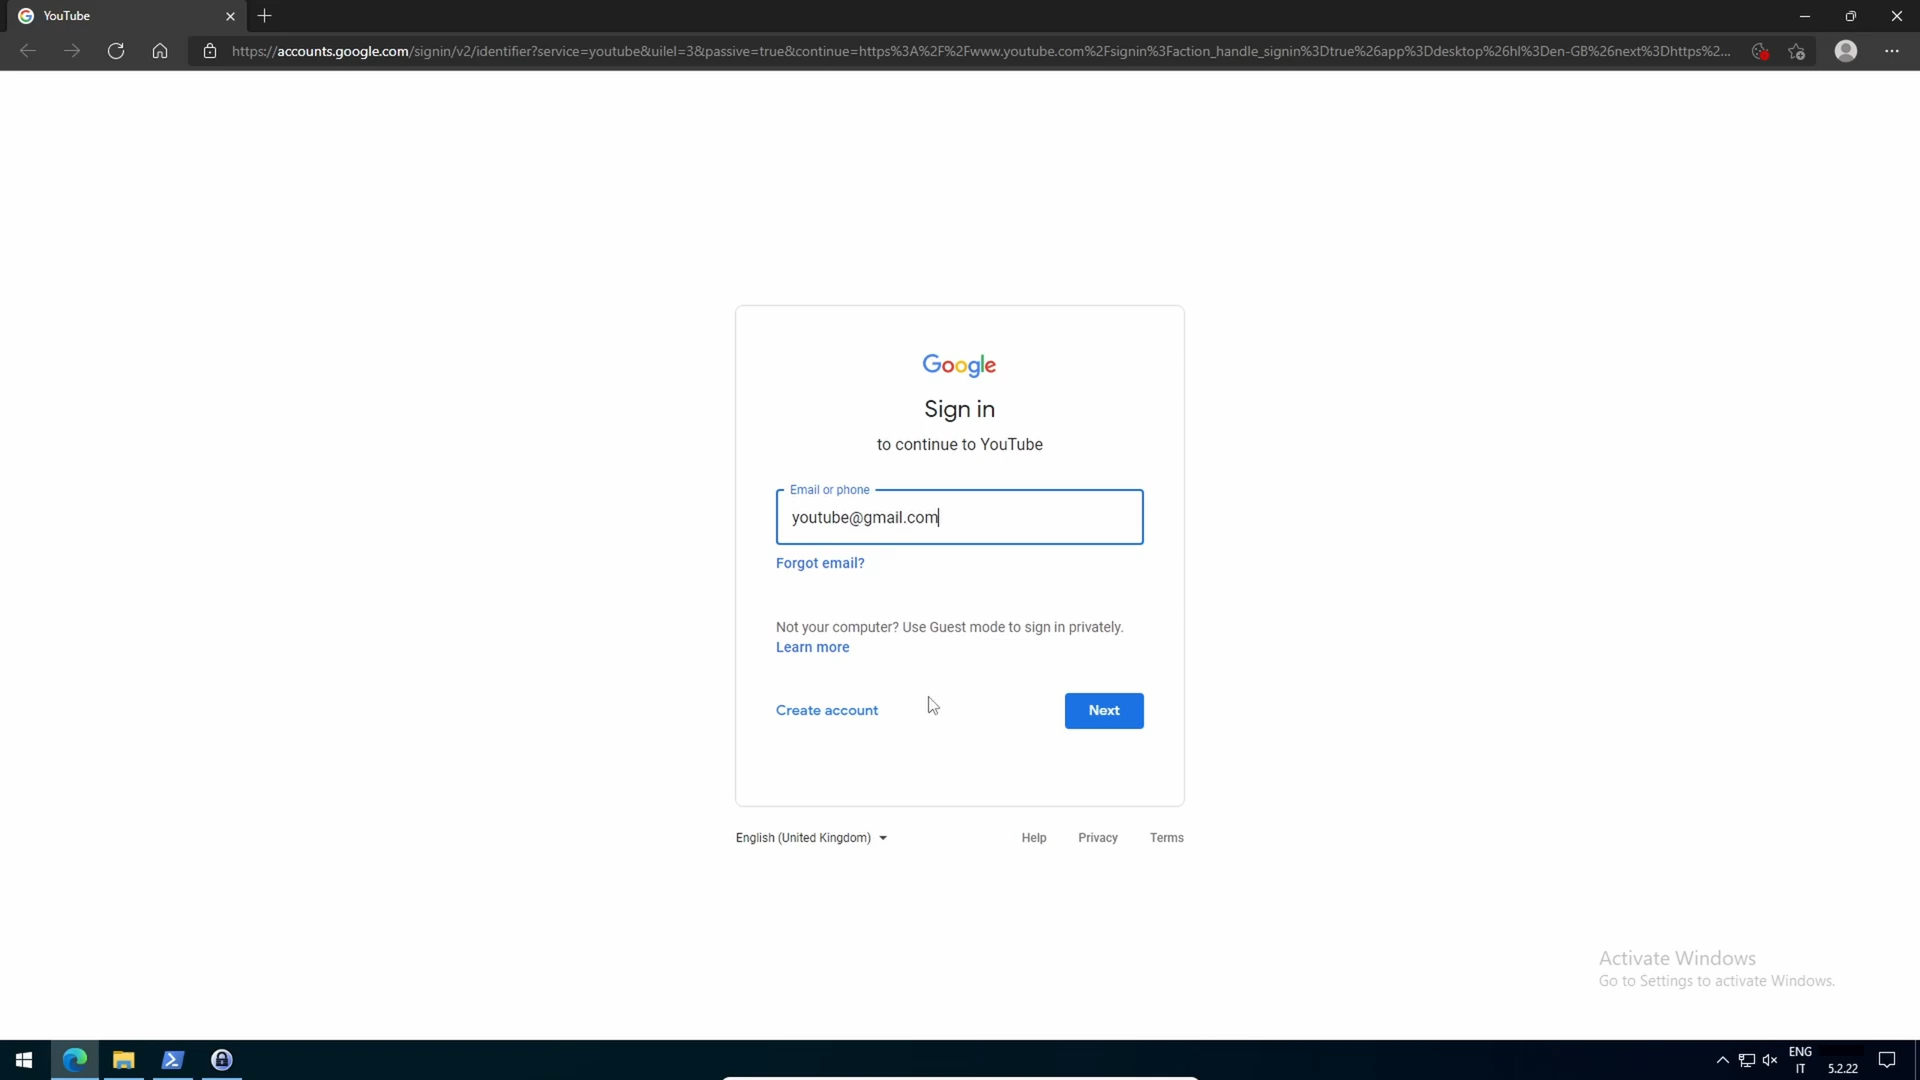 YouTube
https://accounts.google.com/signin/v2/identifier?service=youtube&uilel=3&passive=true&continue=https%3A%2F%2Fwww.youtube.com%2Fsignin%3Faction_handle_signin%3Dtrue%26app%3Ddesktop%26hl%3Den-GB%26next%3Dhttps%2...
Google
Sign in
to continue to YouTube
Email or phone
youtube@gmail.com
Forgot email?
Not your computer? Use Guest mode to sign in privately.
Learn more
Create account
Next
English (United Kingdom)
Help
Privacy
Terms
Activate Windows
Go to Settings to activate Windows.
ENG
IT
5.2.22